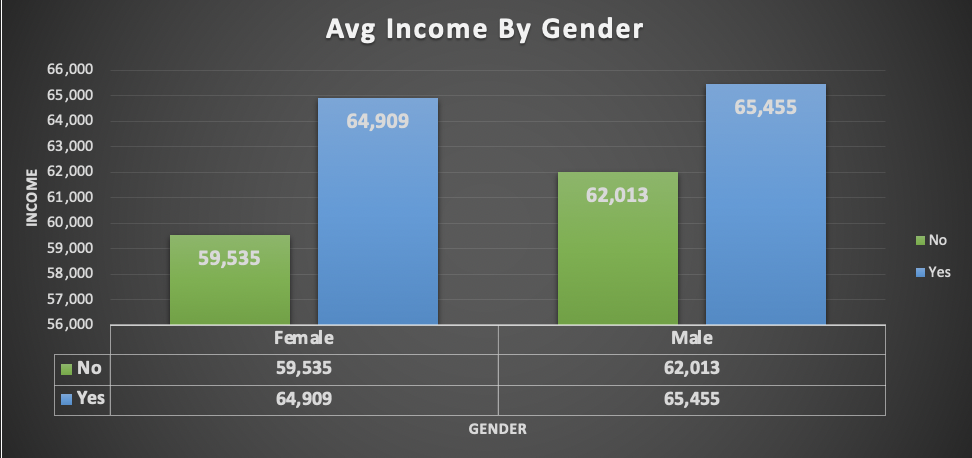 Avg Income By Gender
66,000
65,000
64,000
63,000
62,000
61,000
60,000
59,000
58,000
57,000
56,000
INCOME
59,535
64,909
62,013
65,455
No
Yes
Female Male
No 59,535 62,013
Yes 64,909 65,455
GENDER